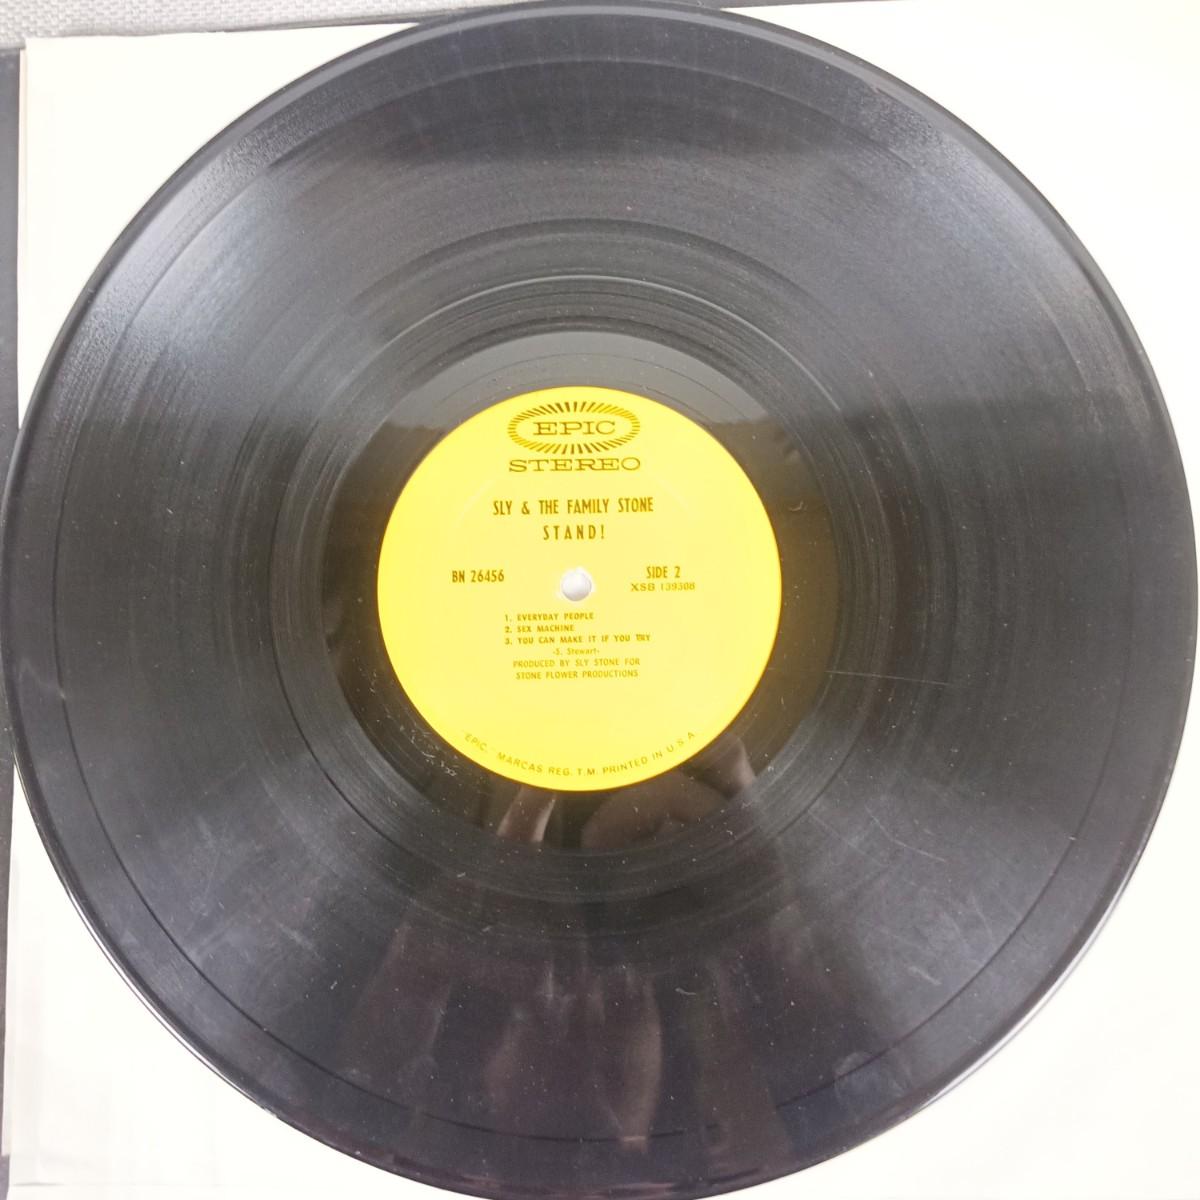 EPIC
STEREO
SLY & THE FAMILY STONE
STAND!
BN 26456
SIDE 2
XSB 139308
1. EVERYDAY PEOPLE
2. SEX MACHINE
3. YOU CAN MAKE IT IF YOU TRY
-S. Stewart-
PRODUCED BY SLY STONE FOR
STONE FLOWER PRODUCTIONS
"EPIC," MARCAS REG. T.M. PRINTED IN U.S.A.